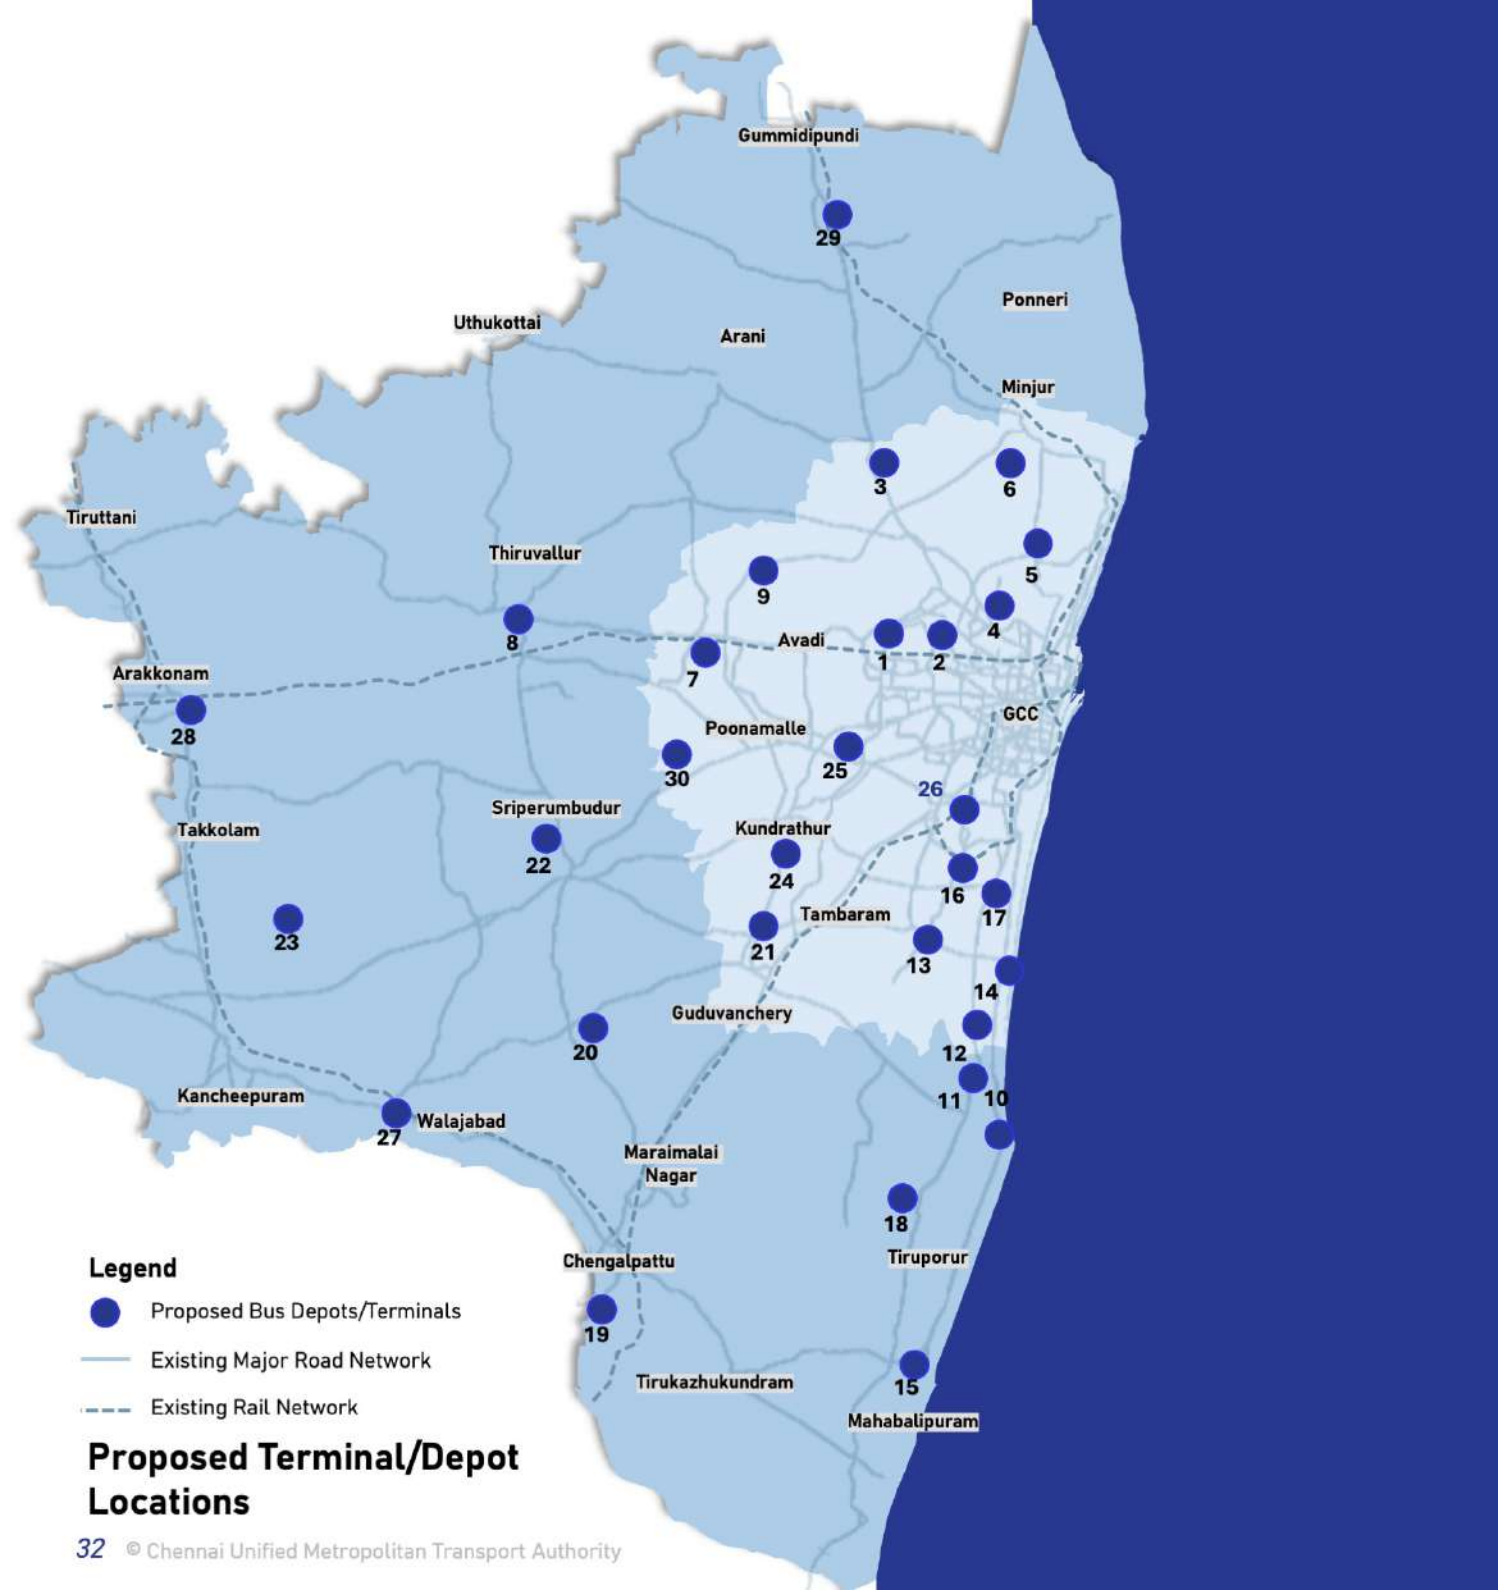 Gummidipundi
29
Ponneri
Uthukottai
Arani
Minjur
3
6
Tiruttani
Thiruvallur
5
9
4
8
Avadi
1
2
Arakkonam
7
GCC
28
Poonamalle
25
30
26
Sriperumbudur
Takkolam
Kundrathur
22
24
16
17
Tambaram
23
21
13
14
Guduvanchery
20
12
Kancheepuram
11
10
Walajabad
27
Maraimalai
Nagar
18
Tiruporur
Chengalpattu
19
Tirukazhukundram
15
Mahabalipuram
Legend
Proposed Bus Depots/Terminals
Existing Major Road Network
Existing Rail Network
Proposed Terminal/Depot
Locations
32 © Chennai Unified Metropolitan Transport Authority